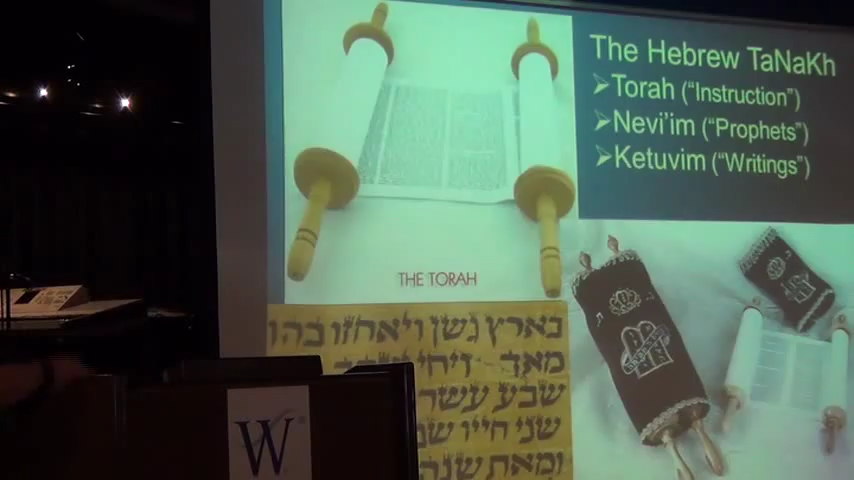 The Hebrew TaNaKh
➢Torah ("Instruction")
➢Nevi'im ("Prophets")
➢Ketuvim ("Writings")
THE TORAH
בארץ גשן ויאחזו בה ו
מאד ויחי
שבע עשר
שני חייו
ומאת שנה
W